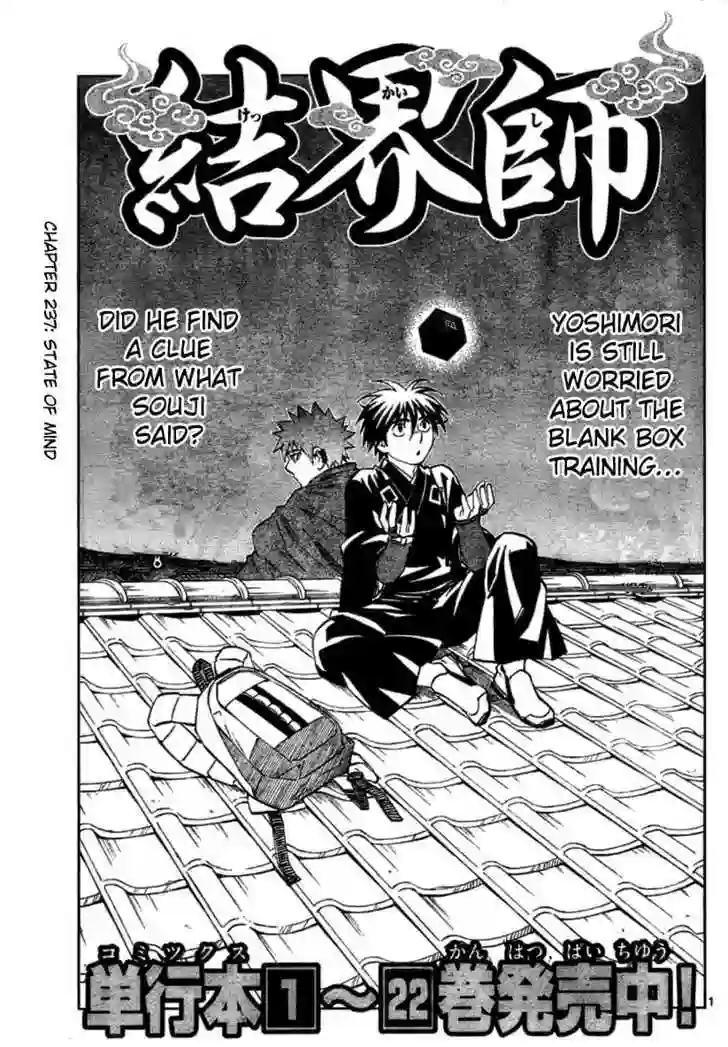 結界師
けっ かい し
CHAPTER 237: STATE OF MIND
YOSHIMORI
IS STILL
WORRIED
ABOUT THE
BLANK BOX
TRAINING...
DID HE FIND
A CLUE
FROM WHAT
SOUJI
SAID?
コミックス かん はつ ばい ちゅう
単行本1～22巻発売中!
1